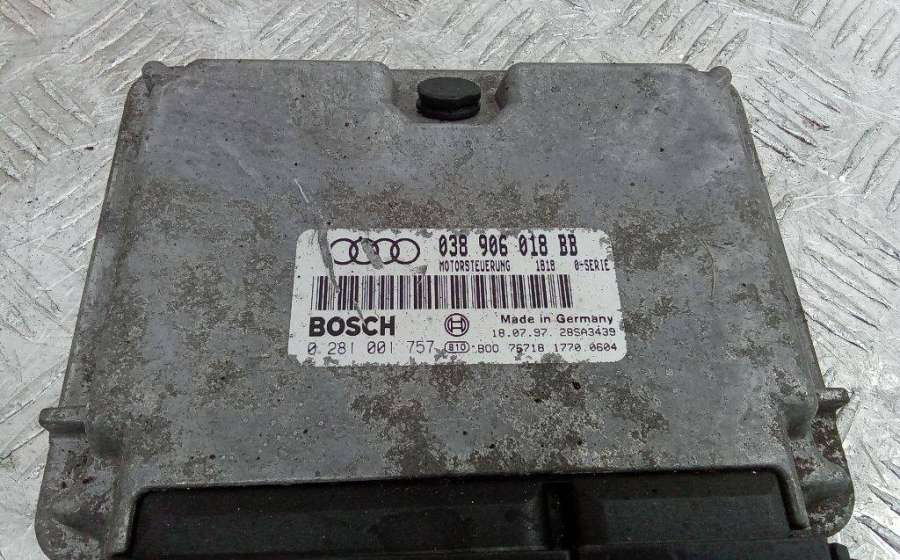 038 906 018 BB
MOTORSTEUERUNG 1818 0-SERIE
BOSCH
Made in Germany
18.07.97. 28SA3439
0 281 001 757
810 800 75718 1770.0604